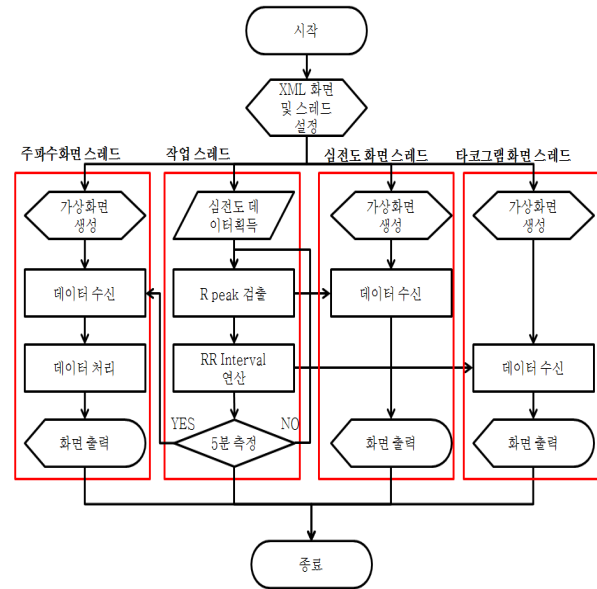 시작
XML 화면
및 스레드
설정
주파수화면 스레드
작업 스레드
심전도 화면스레드
타코그램 화면스레드
가상화면
생성
심전도 데
이터획득
가상화면
생성
가상화면
생성
데이터 수신
R peak 검출
데이터 수신
데이터 처리
RR Interval
연산
데이터 수신
YES
NO
화면 출력
5분 측정
화면 출력
화면 출력
종료